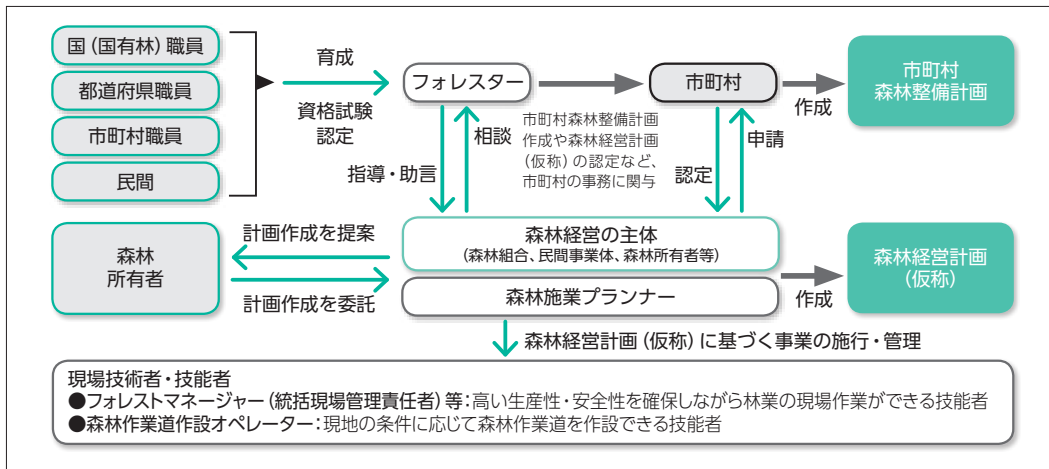 国（国有林）職員
都道府県職員
市町村職員
民間
育成
資格試験
認定
フォレスター
市町村
作成
市町村
森林整備計画
指導・助言
相談
市町村森林整備計画
作成や森林経営計画
（仮称）の認定など、
市町村の事務に関与
認定
申請
森林
所有者
計画作成を提案
計画作成を委託
森林経営の主体
（森林組合、民間事業体、森林所有者等）
森林施業プランナー
作成
森林経営計画
（仮称）
森林経営計画（仮称）に基づく事業の施行・管理
現場技術者・技能者
●フォレストマネージャー（統括現場管理責任者）等：高い生産性・安全性を確保しながら林業の現場作業ができる技能者
●森林作業道作設オペレーター：現地の条件に応じて森林作業道を作設できる技能者